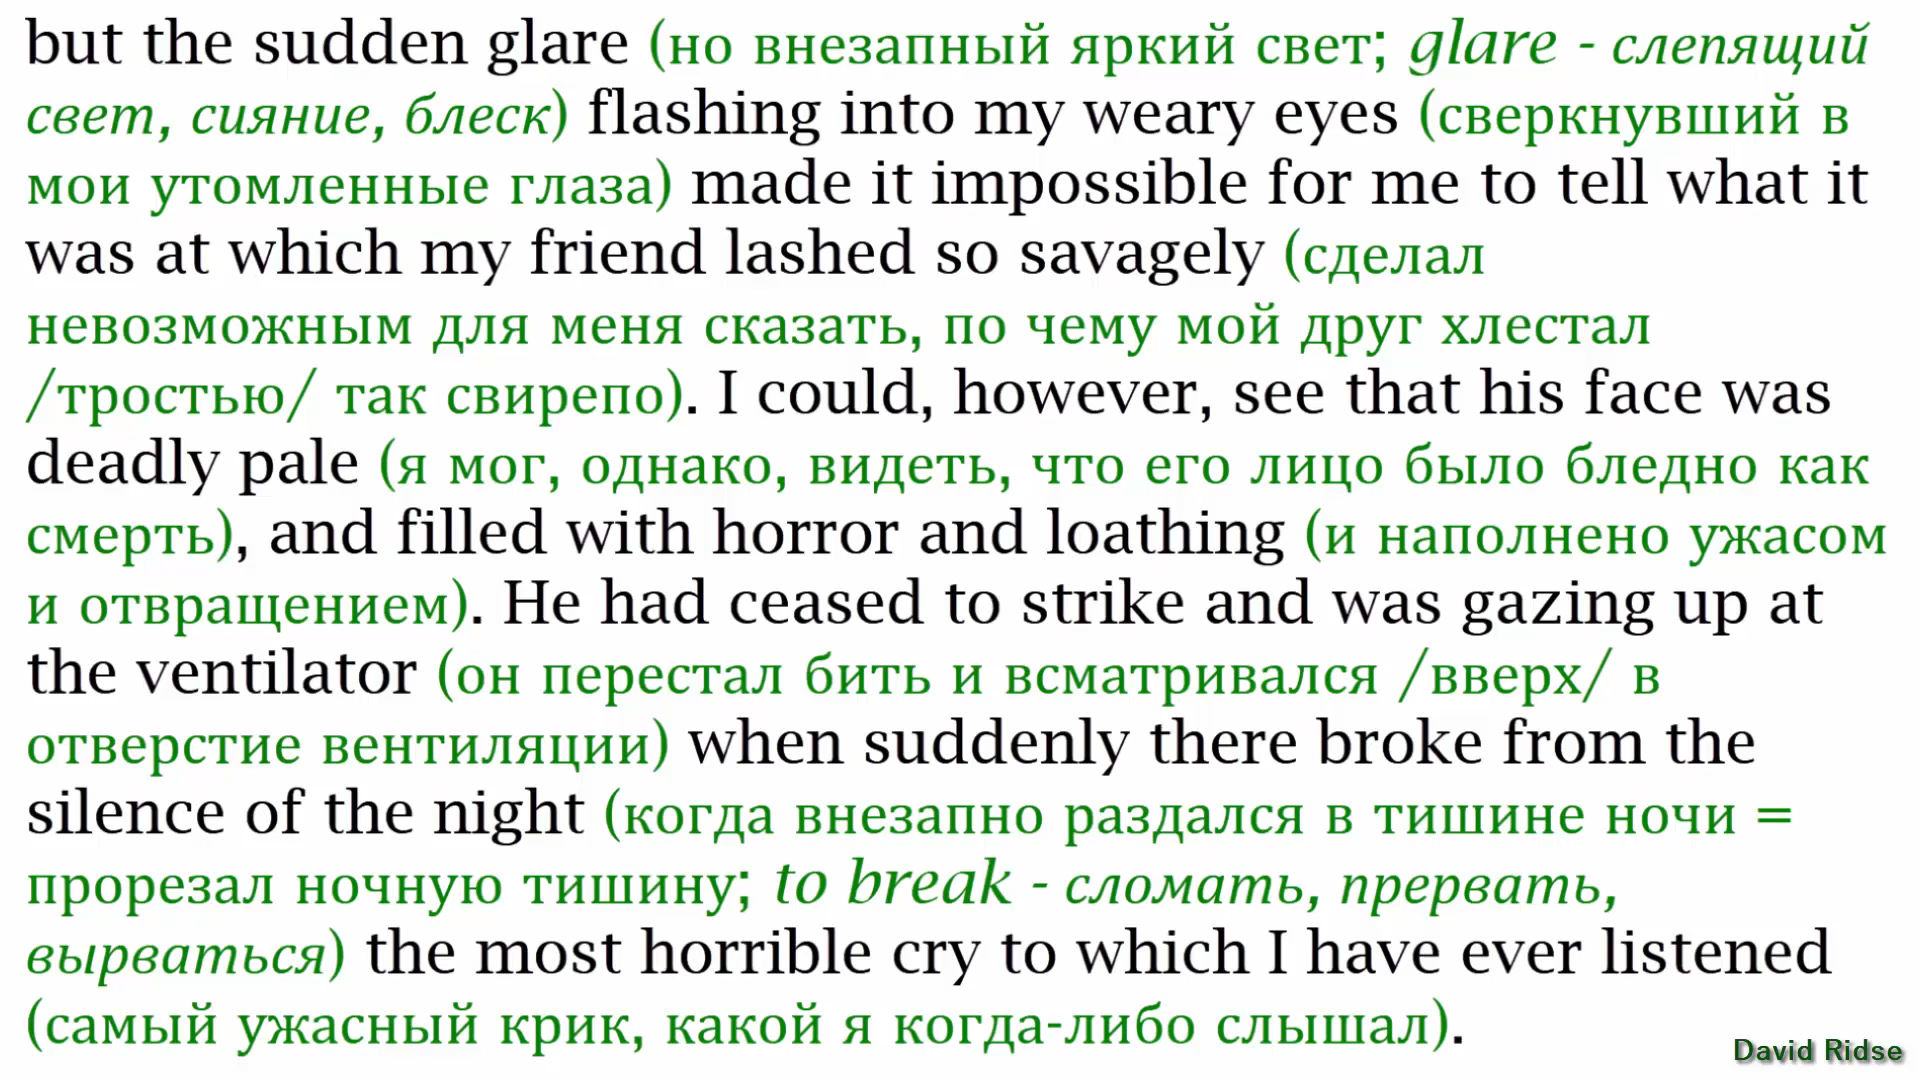 but the sudden glare (но внезапный яркий свет; glare - слепящий
свет, сияние, блеск) flashing into my weary eyes (сверкнувший в
мои утомленные глаза) made it impossible for me to tell what it
was at which my friend lashed so savagely (сделал
невозможным для меня сказать, по чему мой друг хлестал
/тростью/ так свирепо). I could, however, see that his face was
deadly pale (я мог, однако, видеть, что его лицо было бледно как
смерть), and filled with horror and loathing (и наполнено ужасом
и отвращением). He had ceased to strike and was gazing up at
the ventilator (он перестал бить и всматривался /вверх/ в
отверстие вентиляции) when suddenly there broke from the
silence of the night (когда внезапно раздался в тишине ночи =
прорезал ночную тишину; to break - сломать, прервать,
вырваться) the most horrible cry to which I have ever listened
(самый ужасный крик, какой я когда-либо слышал).
David Ridse